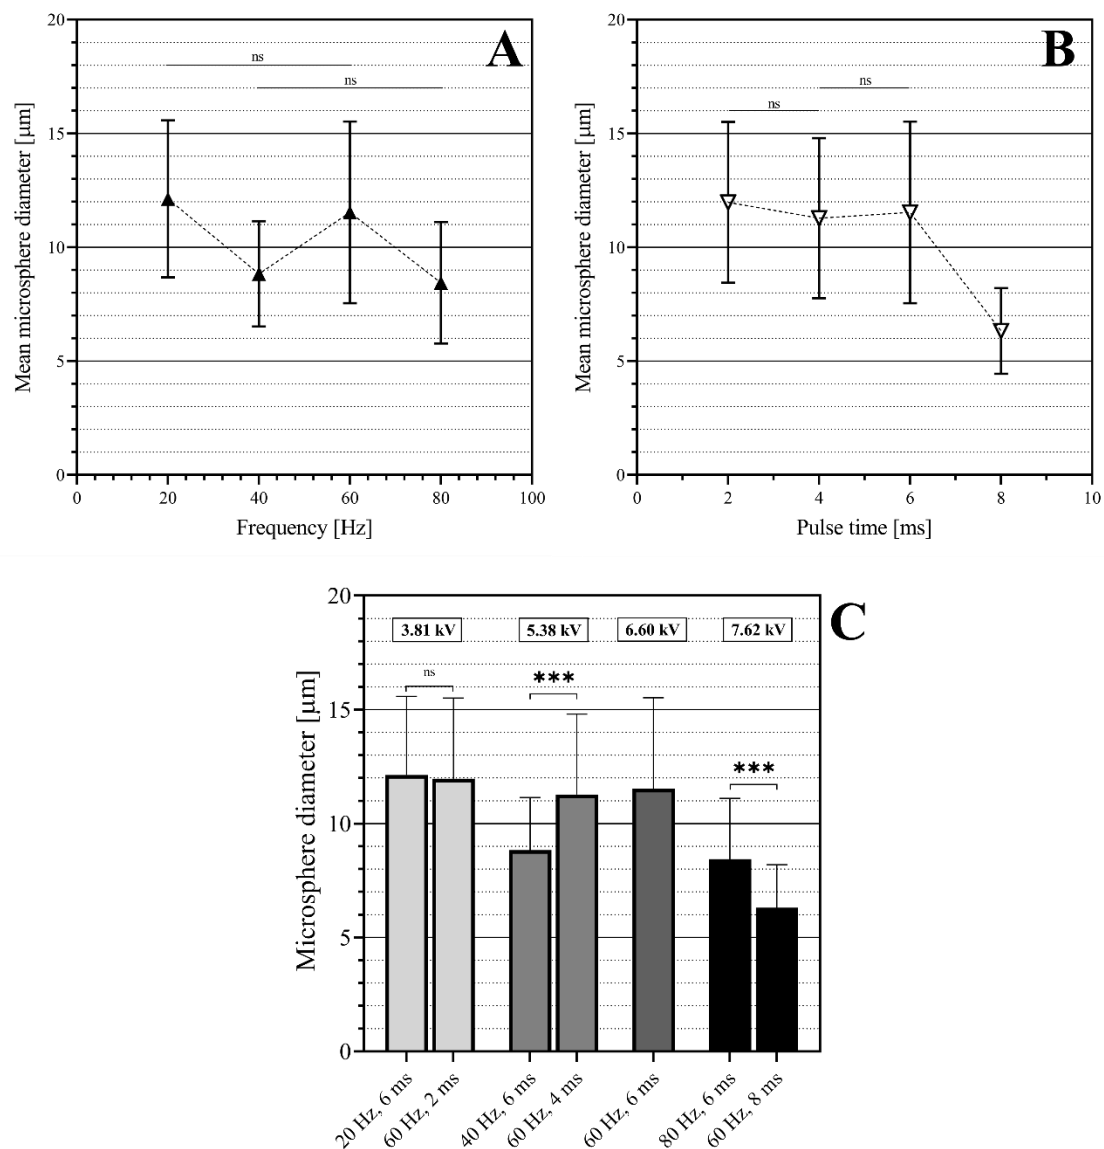 A
Mean microsphere diameter [µm]
20
15
10
5
0
ns
ns
0
20
40
60
80
100
Frequency [Hz]
B
Mean microsphere diameter [µm]
20
15
10
5
0
ns
ns
0
2
4
6
8
10
Pulse time [ms]
C
Microsphere diameter [µm]
20
15
10
5
0
3.81 kV
5.38 kV
6.60 kV
7.62 kV
ns
***
***
20 Hz, 6 ms
60 Hz, 2 ms
40 Hz, 6 ms
60 Hz, 4 ms
60 Hz, 6 ms
80 Hz, 6 ms
60 Hz, 8 ms